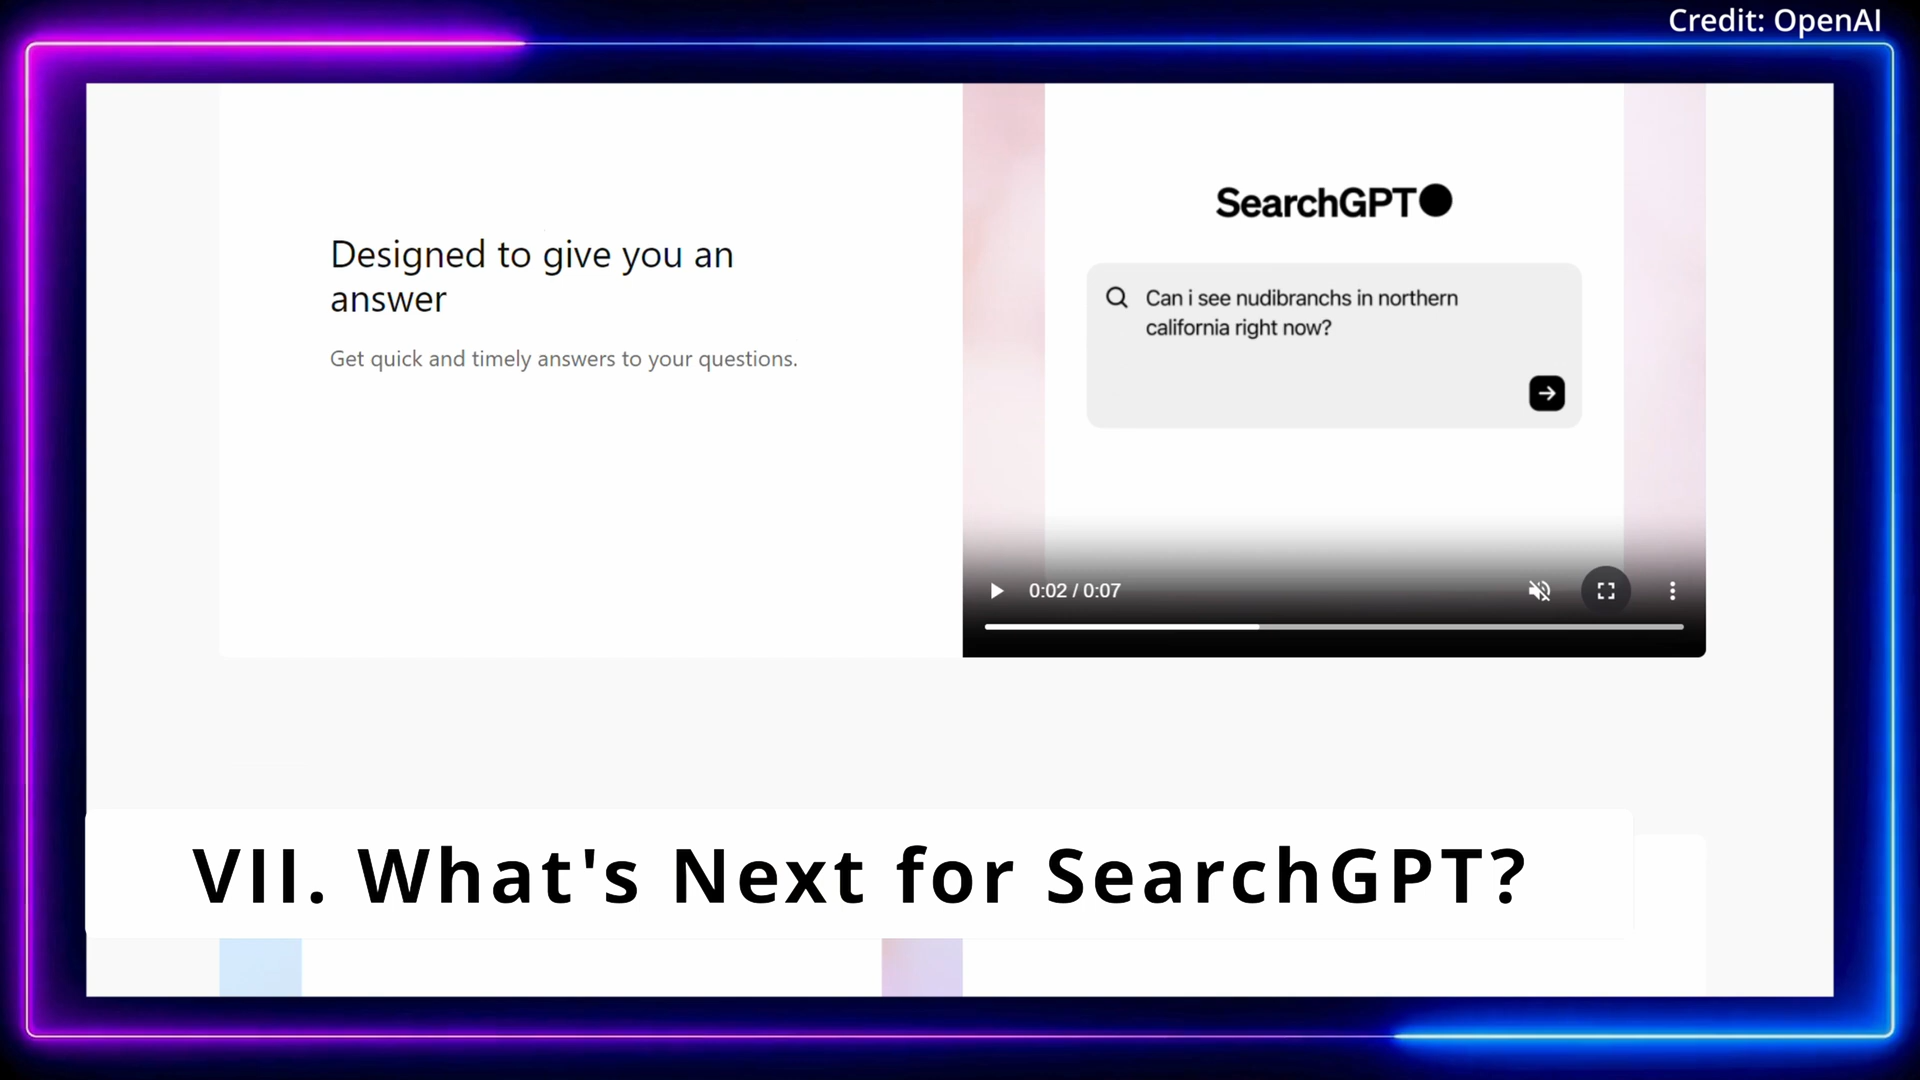 Credit: OpenAI
Designed to give you an
answer
Get quick and timely answers to your questions.
SearchGPT
Can i see nudibranchs in northern
california right now?
0:02 / 0:07
VII. What's Next for SearchGPT?